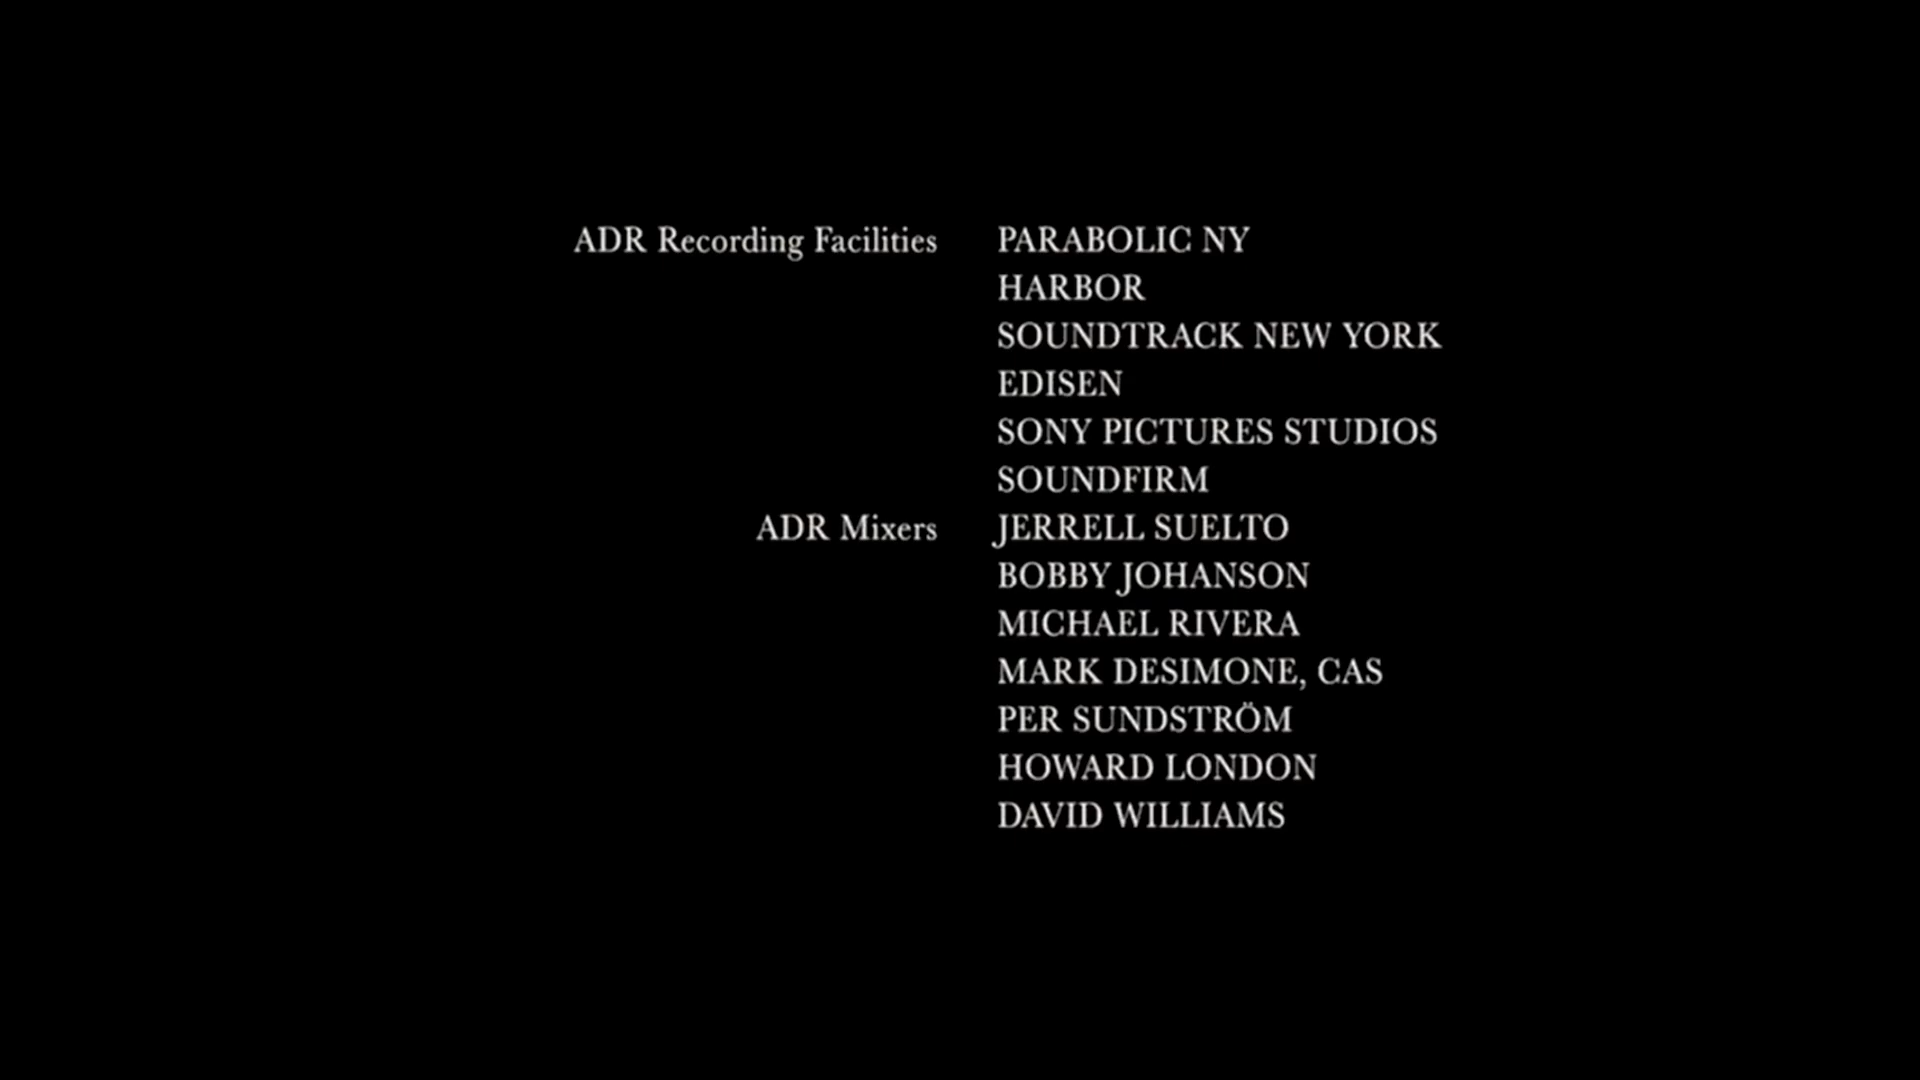 ADR Recording Facilities PARABOLIC NY
HARBOR
SOUNDTRACK NEW YORK
EDISEN
SONY PICTURES STUDIOS
SOUNDFIRM
ADR Mixers JERRELL SUELTO
BOBBY JOHANSON
MICHAEL RIVERA
MARK DESIMONE, CAS
PER SUNDSTRÖM
HOWARD LONDON
DAVID WILLIAMS